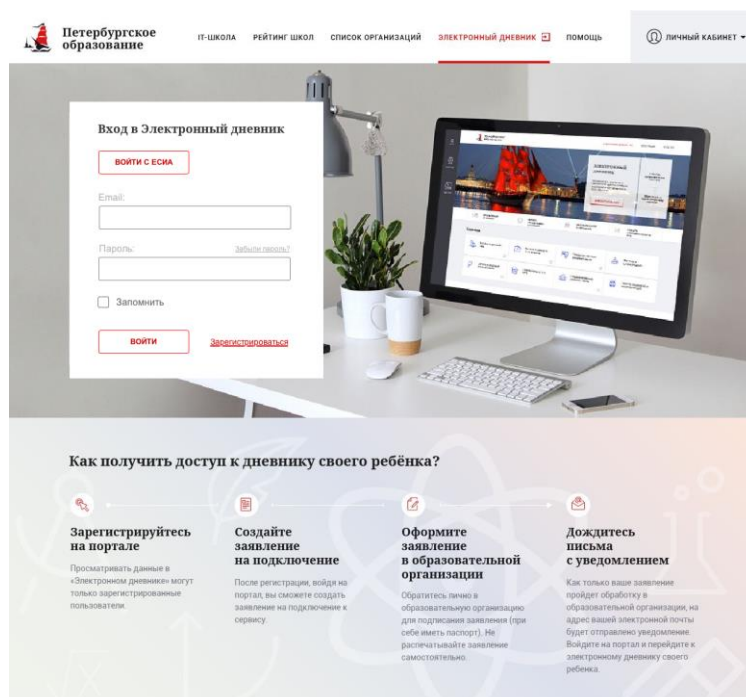 Петербургское
образование
IT-ШКОЛА
РЕЙТИНГ ШКОЛ
СПИСОК ОРГАНИЗАЦИЙ
ЭЛЕКТРОННЫЙ ДНЕВНИК
ПОМОЩЬ
ЛИЧНЫЙ КАБИНЕТ
Вход в Электронный дневник
ВОЙТИ С ЕСИА
Email:
Пароль:
Забыли пароль?
Запомнить
ВОЙТИ
Зарегистрироваться
Как получить доступ к дневнику своего ребёнка?
Зарегистрируйтесь
на портале
Просматривать данные в
«Электронном дневнике» могут
только зарегистрированные
пользователи.
Создайте
заявление
на подключение
После регистрации, войдя на
портал, вы сможете создать
заявление на подключение к
сервису.
Оформите
заявление
в образовательной
организации
Обратитесь лично в
образовательную организацию
для подписания заявления (при
себе иметь паспорт). Не
распечатывайте заявление
самостоятельно.
Дождитесь
письма
с уведомлением
Как только ваше заявление
пройдет обработку в
образовательной организации, на
адрес вашей электронной почты
будет отправлено уведомление.
Войдите на портал и перейдите к
электронному дневнику своего
ребенка.